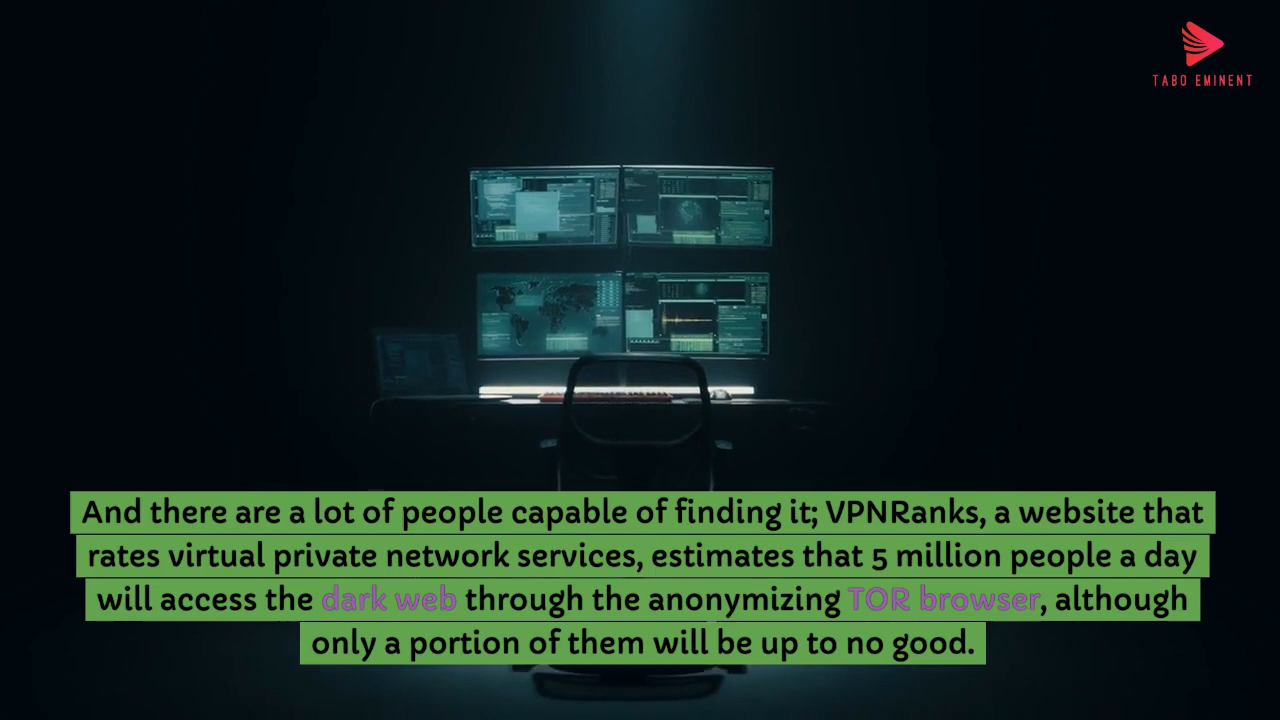 TABO EMINENT
And there are a lot of people capable of finding it; VPNRanks, a website that
rates virtual private network services, estimates that 5 million people a day
will access the dark web through the anonymizing TOR browser, although
only a portion of them will be up to no good.